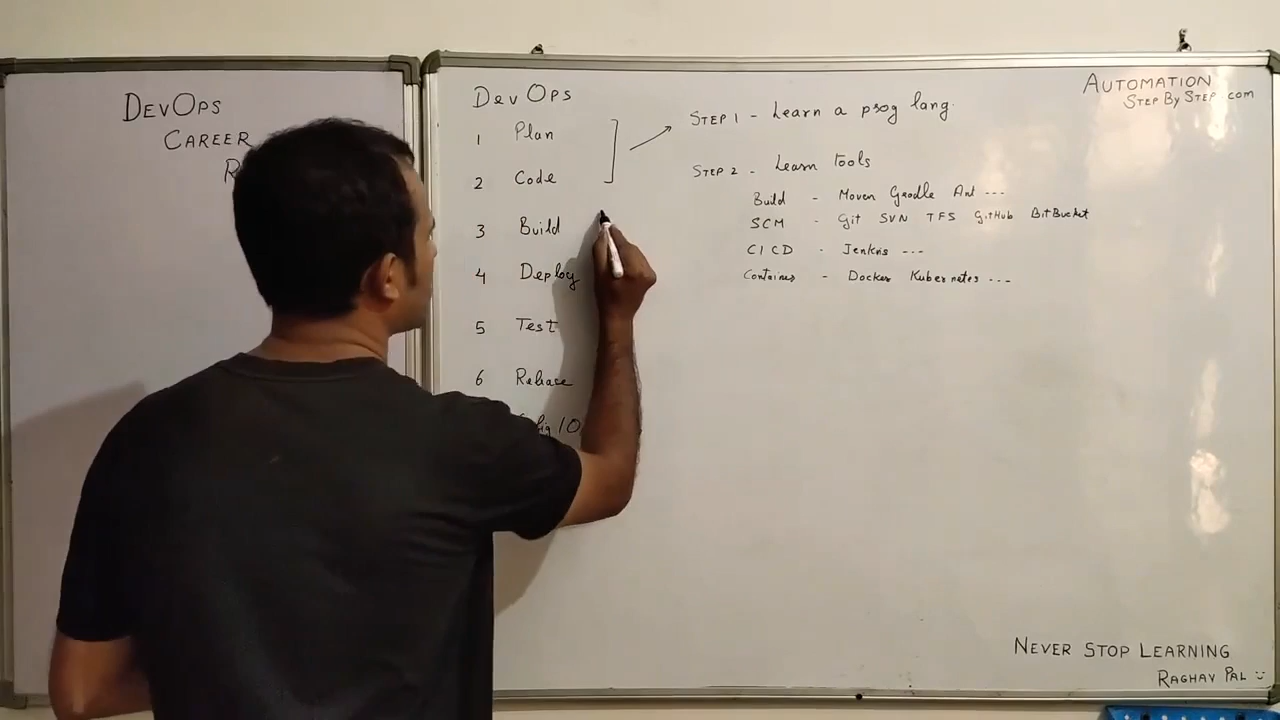 DEVOPS
CAREER
R
DevOps
1 Plan
2 Code
3 Build
4 Deploy
5 Test
6 Release
fig / O
STEP 1 - Learn a prog lang.
STEP 2 - Learn tools
Build - Maven Gradle Ant ---
SCM - Git SVN TFS GitHub BitBucket
CI CD - Jenkins ---
Containers - Docker Kubernetes ---
AUTOMATION
STEP BY STEP .com
NEVER STOP LEARNING
RAGHAV PAL